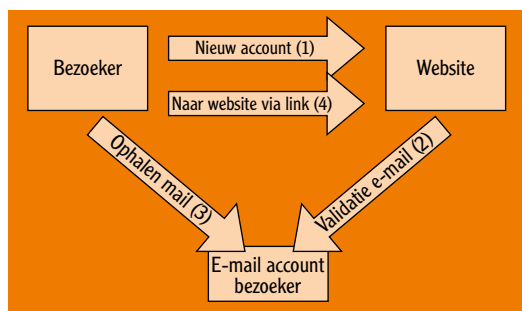 Bezoeker
Nieuw account (1)
Website
Naar website via link (4)
Ophalen mail (3)
Validatie e-mail (2)
E-mail account
bezoeker